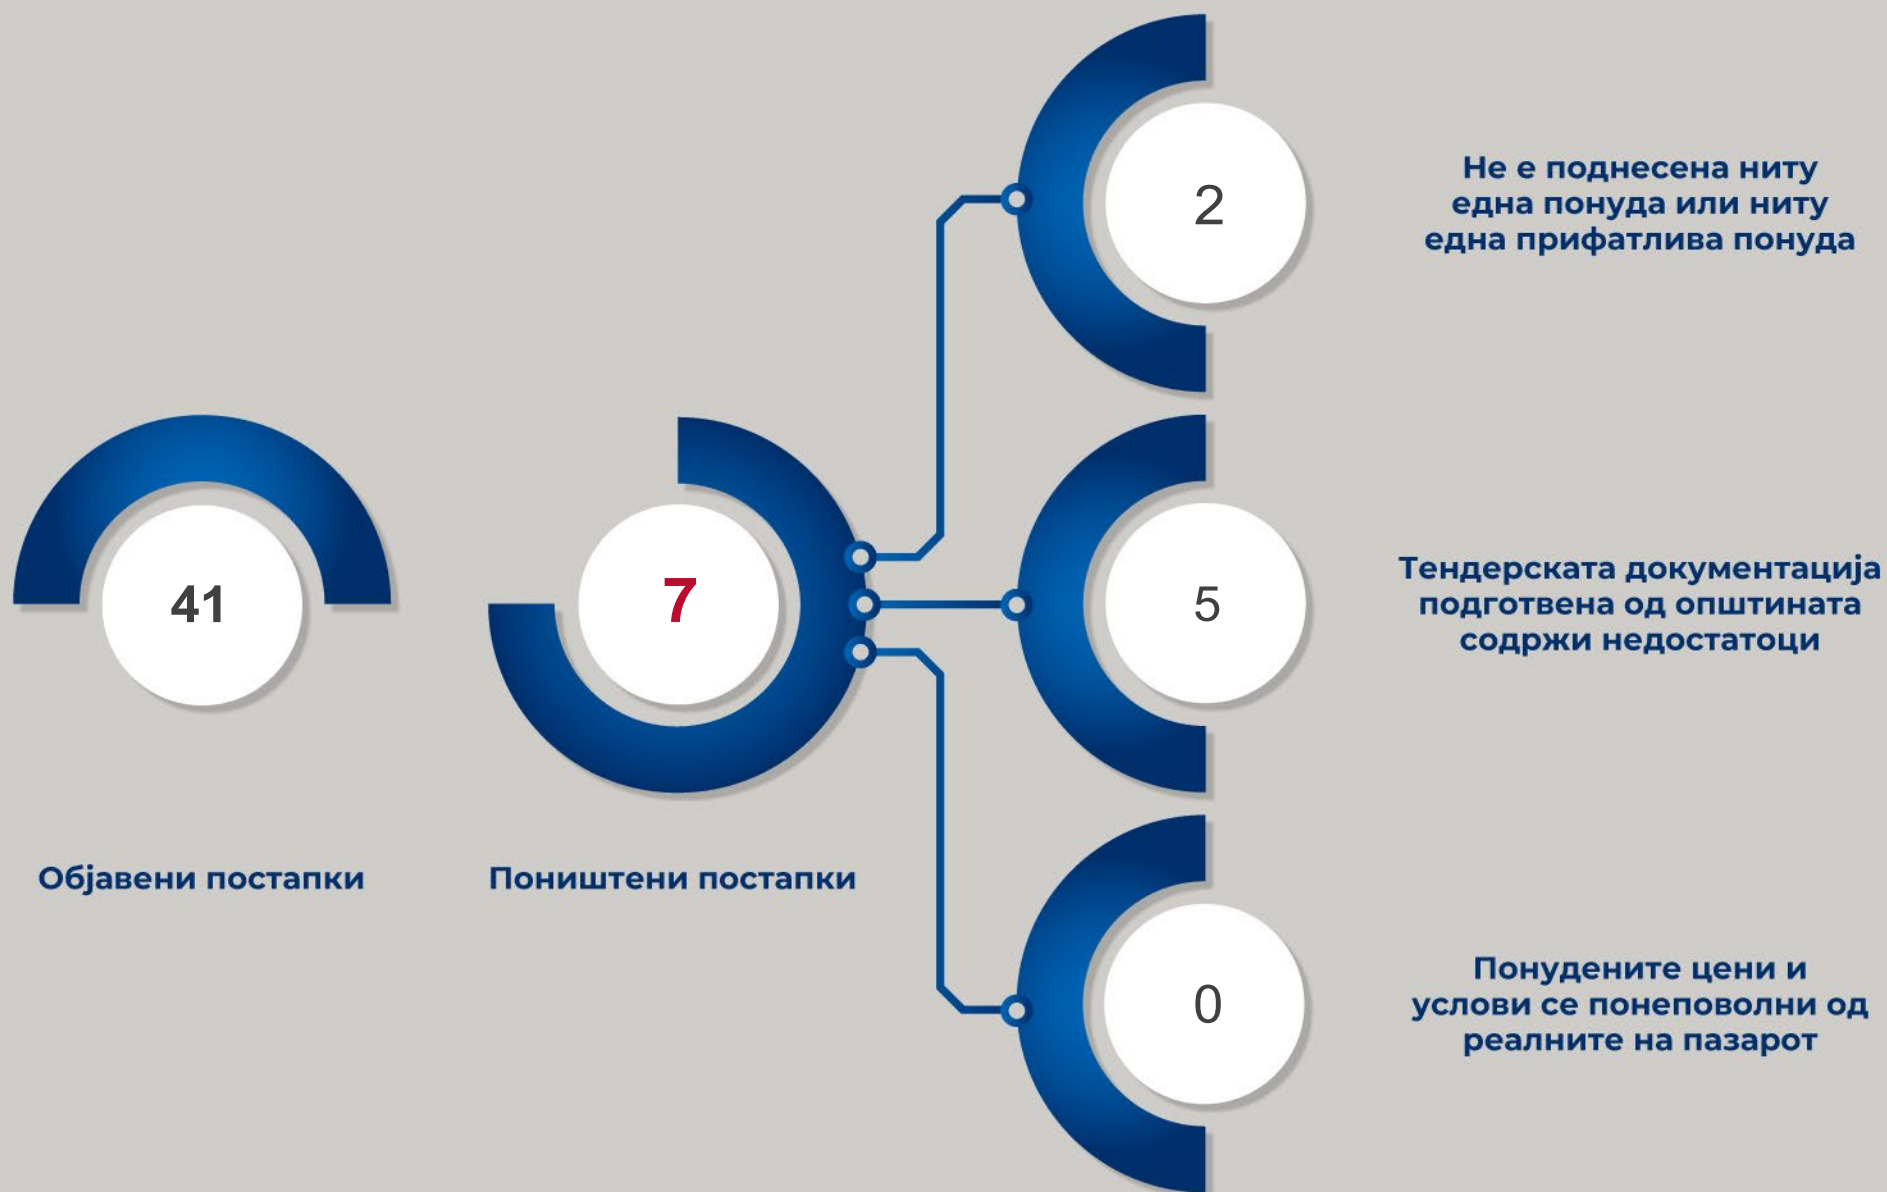 41
Објавени постапки
7
Поништени постапки
2
Не е поднесена ниту
една понуда или ниту
една прифатлива понуда
5
Тендерската документација
подготвена од општината
содржи недостатоци
0
Понудените цени и
услови се понеповолни од
реалните на пазарот